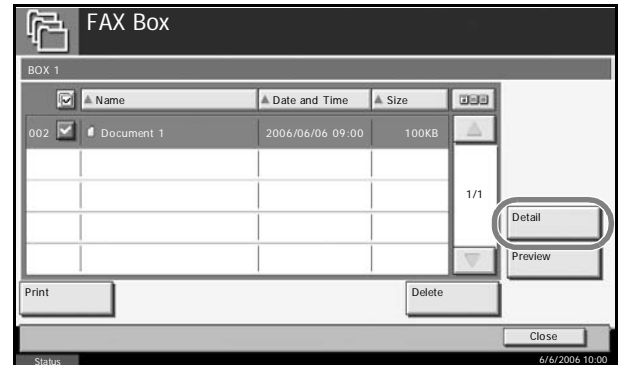 FAX Box
BOX 1
Name Date and Time Size
002 Document 1 2006/06/06 09:00 100KB
1/1
Detail
Preview
Print Delete
Close
Status 6/6/2006 10:00